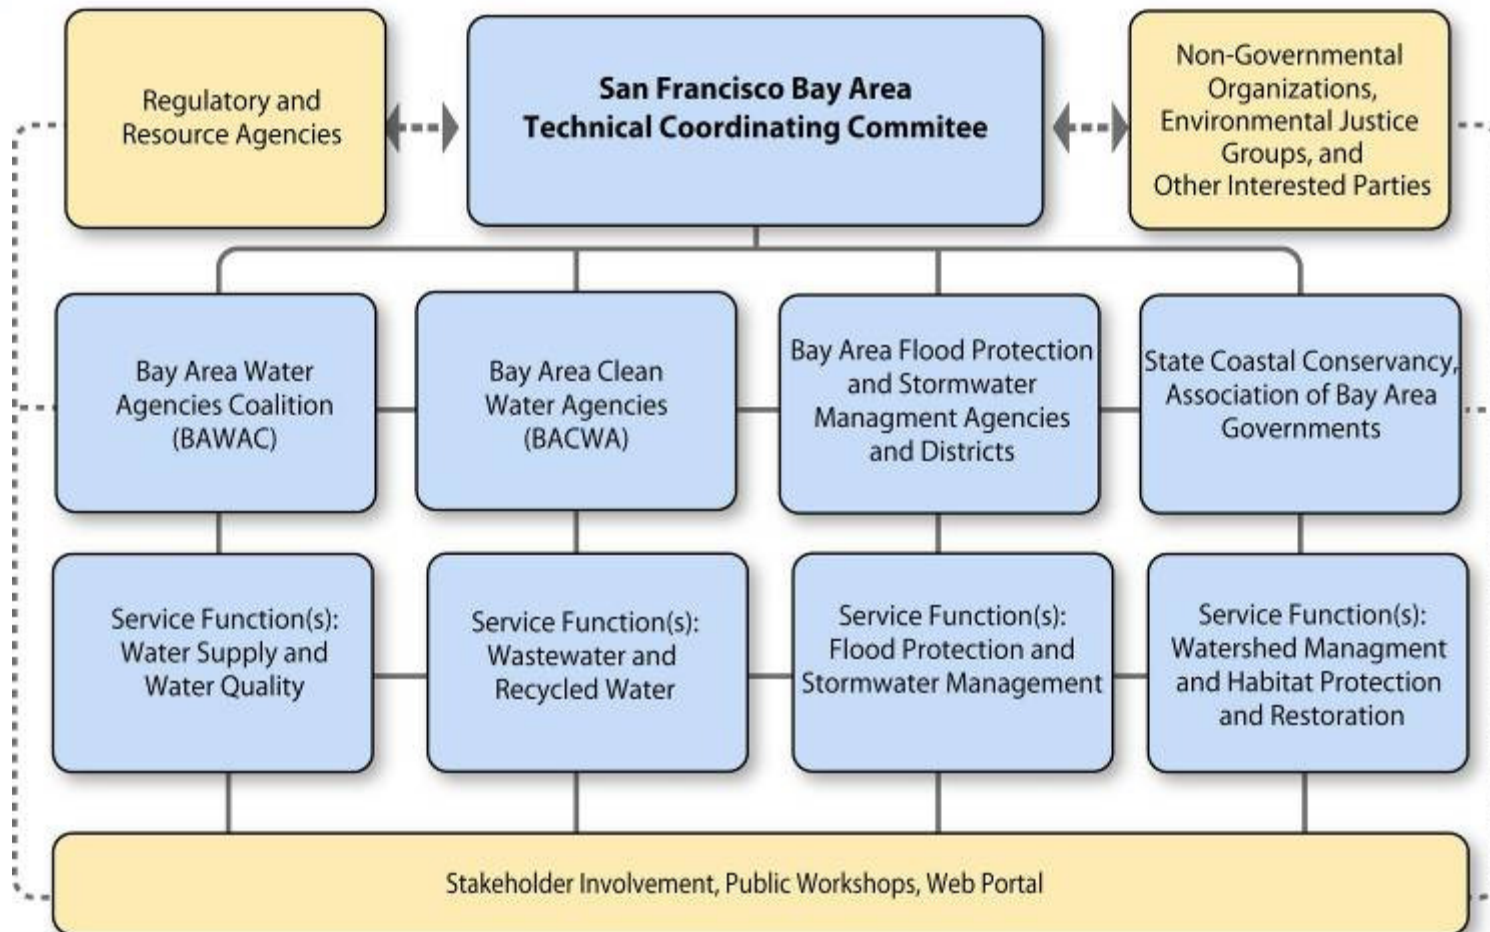 Regulatory and
Resource Agencies
San Francisco Bay Area
Technical Coordinating Commitee
Non-Governmental
Organizations,
Environmental Justice
Groups, and
Other Interested Parties
Bay Area Water
Agencies Coalition
(BAWAC)
Bay Area Clean
Water Agencies
(BACWA)
Bay Area Flood Protection
and Stormwater
Managment Agencies
and Districts
State Coastal Conservancy,
Association of Bay Area
Governments
Service Function(s):
Water Supply and
Water Quality
Service Function(s):
Wastewater and
Recycled Water
Service Function(s):
Flood Protection and
Stormwater Management
Service Function(s):
Watershed Managment
and Habitat Protection
and Restoration
Stakeholder Involvement, Public Workshops, Web Portal